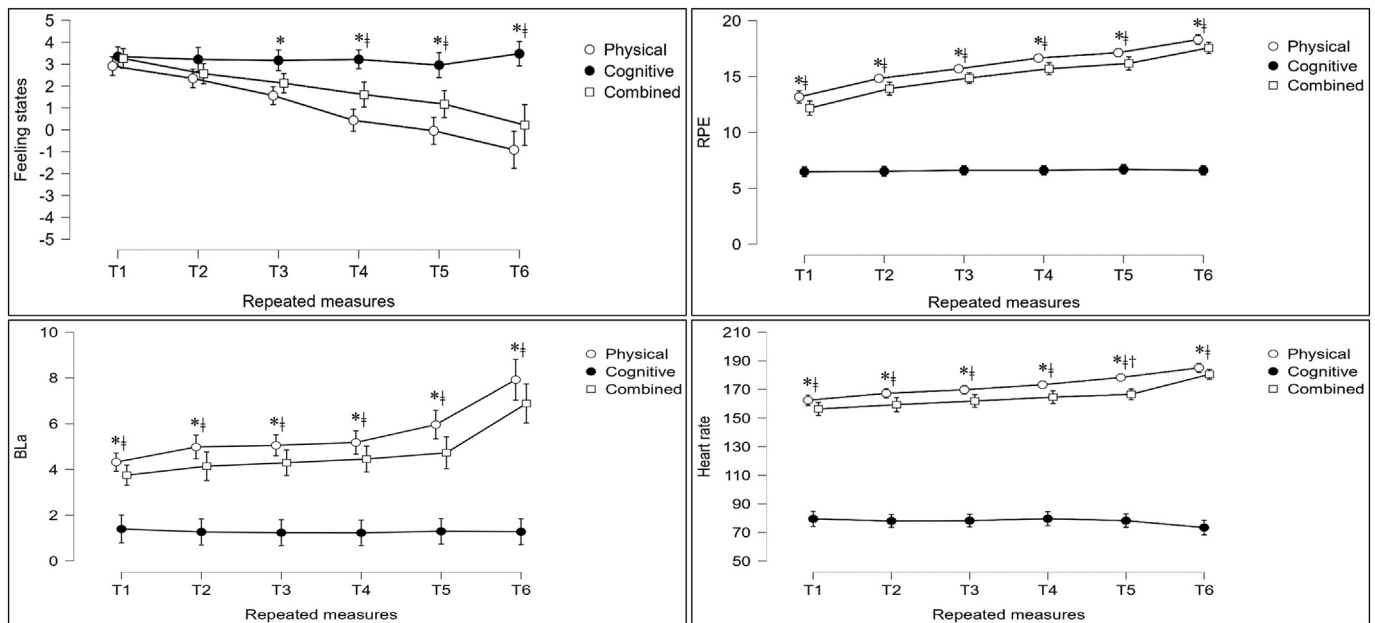 5
4
3
2
1
0
-1
-2
-3
-4
-5
Feeling states
* *ǂ *ǂ *ǂ
Physical
Cognitive
Combined
T1 T2 T3 T4 T5 T6
Repeated measures
20
15
10
5
0
RPE
*ǂ *ǂ *ǂ *ǂ *ǂ *ǂ
Physical
Cognitive
Combined
T1 T2 T3 T4 T5 T6
Repeated measures
10
8
6
4
2
0
BLa
*ǂ *ǂ *ǂ *ǂ *ǂ *ǂ
Physical
Cognitive
Combined
T1 T2 T3 T4 T5 T6
Repeated measures
210
190
170
150
130
110
90
70
50
Heart rate
*ǂ *ǂ *ǂ *ǂ *ǂ† *ǂ
Physical
Cognitive
Combined
T1 T2 T3 T4 T5 T6
Repeated measures